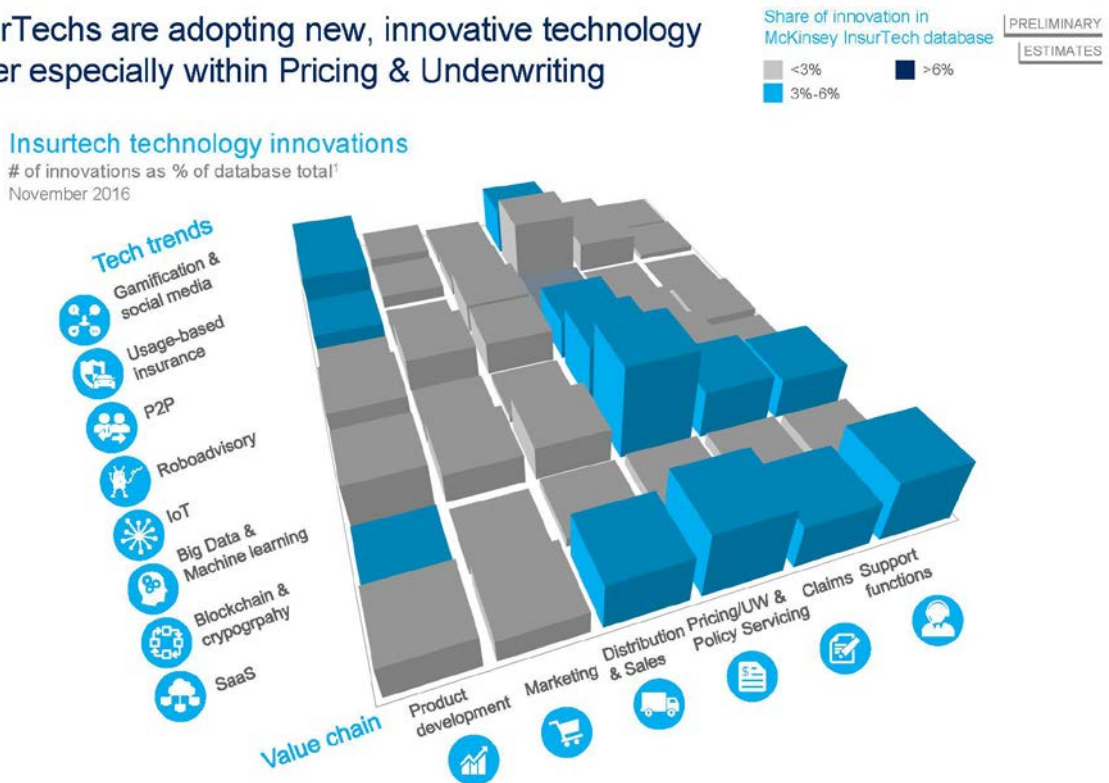 rTechs are adopting new, innovative technology
er especially within Pricing & Underwriting
Share of innovation in
McKinsey InsurTech database
<3%
>6%
3%-6%
PRELIMINARY
ESTIMATES
Insurtech technology innovations
# of innovations as % of database total¹
November 2016
Tech trends
Gamification &
social media
Usage-based
insurance
P2P
Roboadvisory
IoT
Big Data &
Machine learning
Blockchain &
crypogrpahy
SaaS
Value chain
Product
development
Marketing
Distribution
& Sales
Pricing/UW &
Policy Servicing
Claims
Support
functions